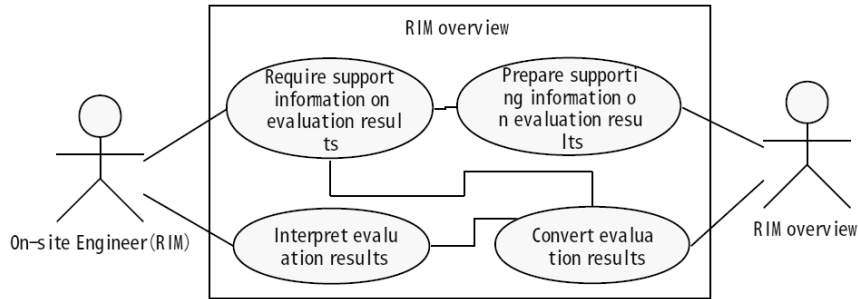 RIM overview
Require support
information on
evaluation resul
ts
Prepare supporti
ng information o
n evaluation resu
lts
On-site Engineer(RIM)
RIM overview
Interpret evalu
ation results
Convert evalua
tion results